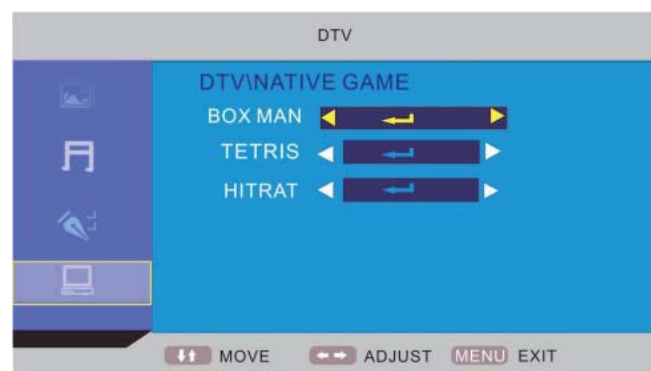 DTV
DTV\NATIVE GAME
BOX MAN
TETRIS
HITRAT
MOVE ADJUST MENU EXIT